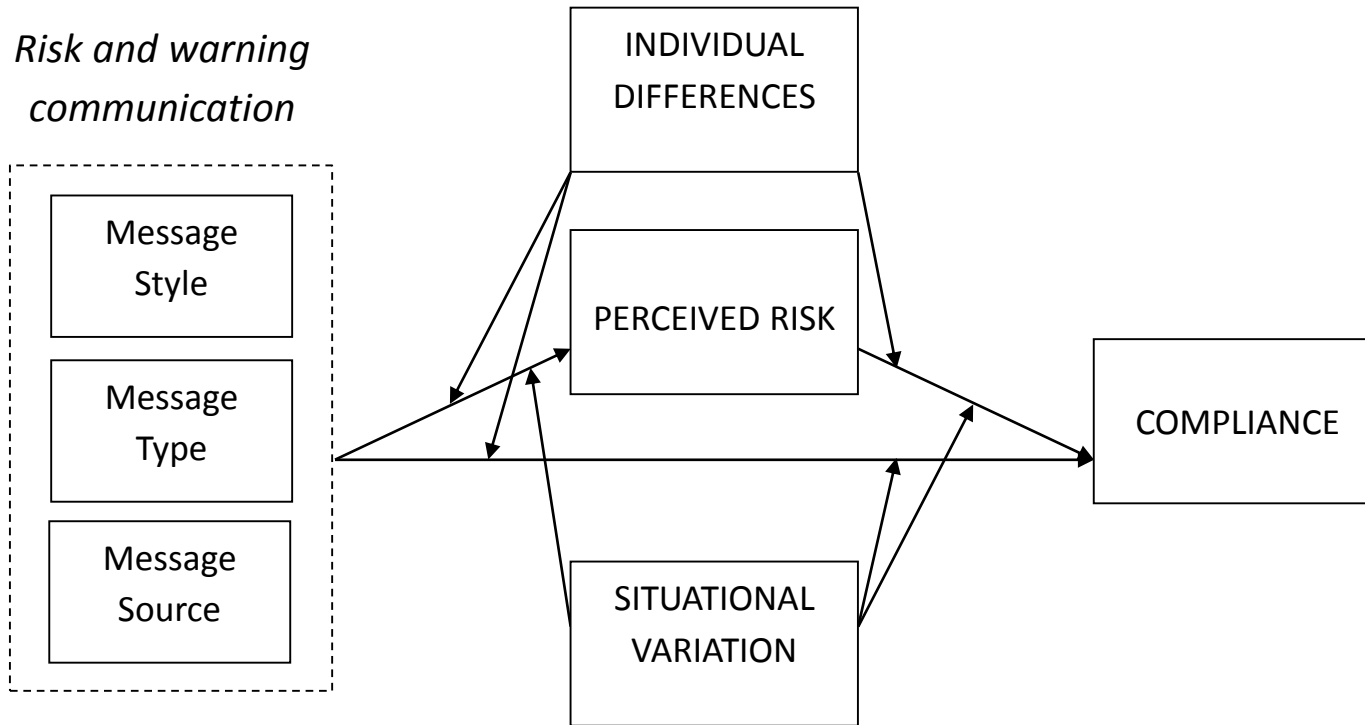 Risk and warning
communication
Message
Style
Message
Type
Message
Source
INDIVIDUAL
DIFFERENCES
PERCEIVED RISK
SITUATIONAL
VARIATION
COMPLIANCE